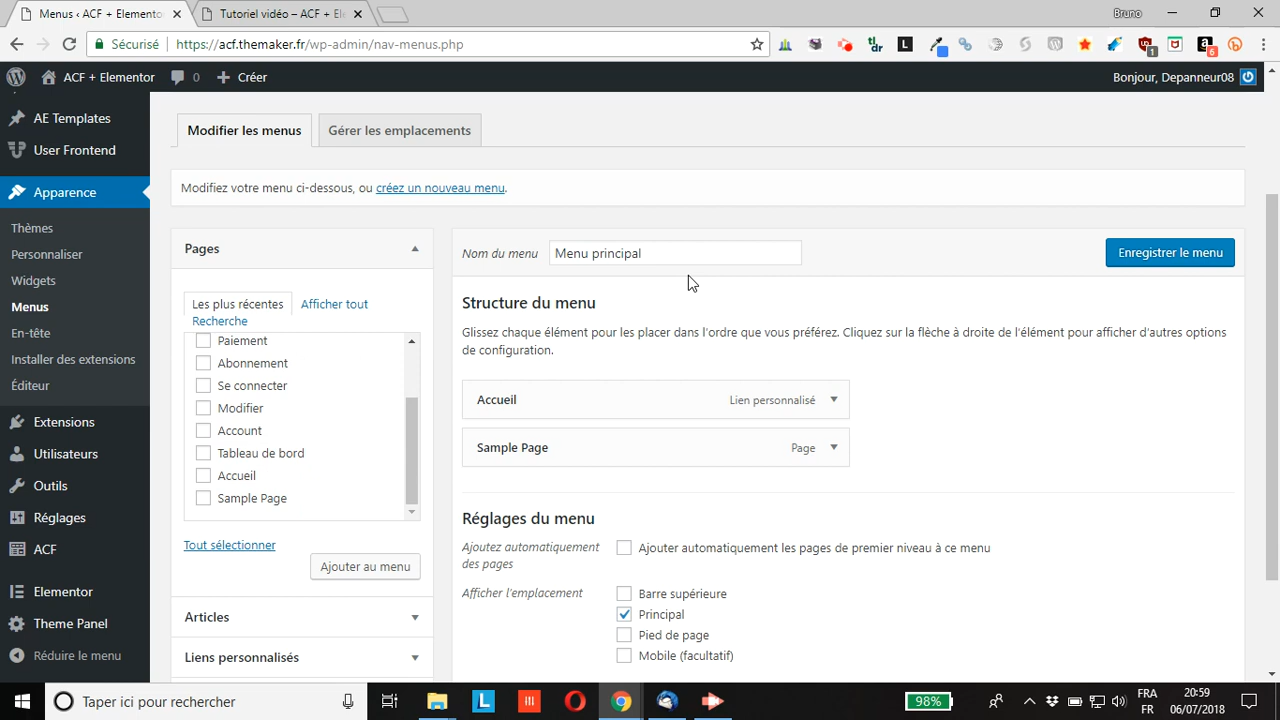 Menus ‹ ACF + Elementor
Tutoriel vidéo – ACF + El
Bruno
Sécurisé
https://acf.themaker.fr/wp-admin/nav-menus.php
tl;dr
L
1
6
ACF + Elementor
0
Créer
Bonjour, Depanneur08
AE Templates
User Frontend
Apparence
Thèmes
Personnaliser
Widgets
Menus
En-tête
Installer des extensions
Éditeur
Extensions
Utilisateurs
Outils
Réglages
ACF
Elementor
Theme Panel
Réduire le menu
Modifier les menus
Gérer les emplacements
Modifiez votre menu ci-dessous, ou créez un nouveau menu.
Pages
Les plus récentes
Afficher tout
Recherche
Paiement
Abonnement
Se connecter
Modifier
Account
Tableau de bord
Accueil
Sample Page
Tout sélectionner
Ajouter au menu
Articles
Liens personnalisés
Nom du menu
Menu principal
Enregistrer le menu
Structure du menu
Glissez chaque élément pour les placer dans l'ordre que vous préférez. Cliquez sur la flèche à droite de l'élément pour afficher d'autres options
de configuration.
Accueil
Lien personnalisé
Sample Page
Page
Réglages du menu
Ajoutez automatiquement
des pages
Ajouter automatiquement les pages de premier niveau à ce menu
Afficher l'emplacement
Barre supérieure
Principal
Pied de page
Mobile (facultatif)
Taper ici pour rechercher
L
98%
FRA
FR
20:59
06/07/2018